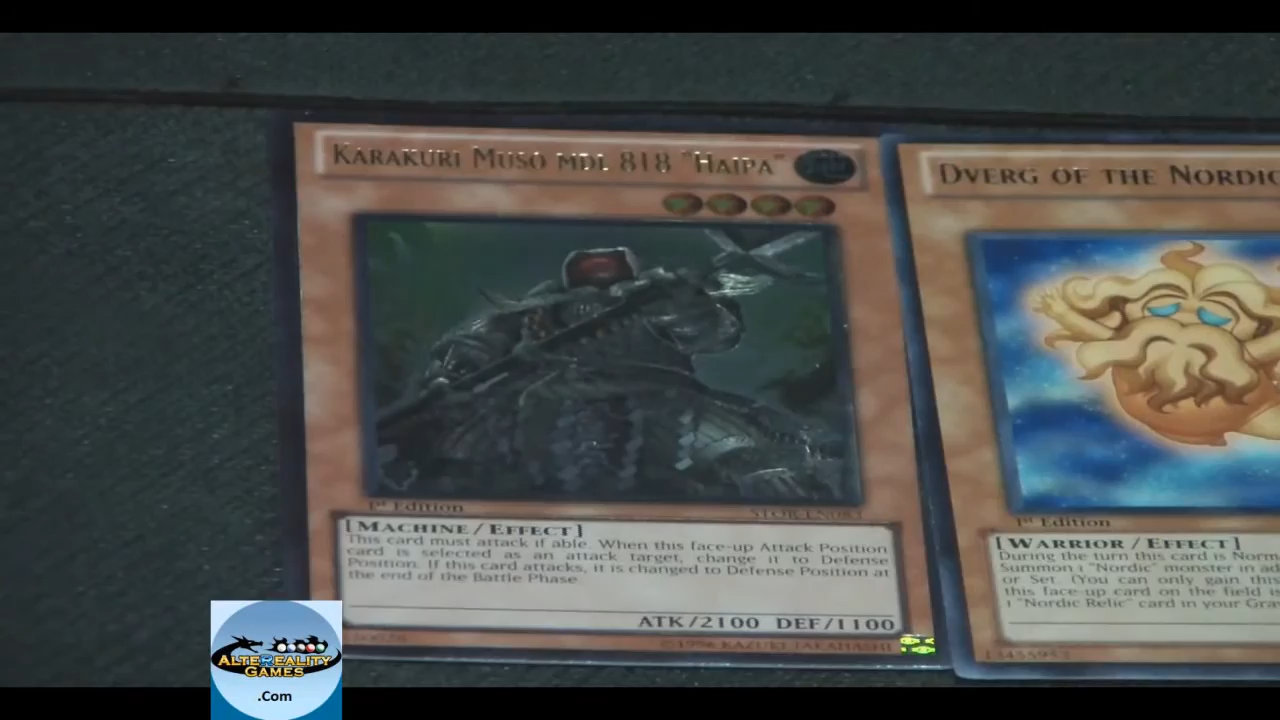 KARAKURI MUSO MDL 818 "HAIPA"
1st Edition
STOR-EN083
[MACHINE / EFFECT]
This card must attack if able. When this face-up Attack Position
card is selected as an attack target, change it to Defense
Position. If this card attacks, it is changed to Defense Position at
the end of the Battle Phase
ATK/2100 DEF/1100
©1996 KAZUKI TAKAHASHI
DVERG OF THE NORDIC
1st Edition
[WARRIOR / EFFECT]
During the turn this card is Norm
Summon 1 "Nordic" monster in ad
or Set. (You can only gain this
this face-up card on the field is
1 "Nordic Relic" card in your Gra
ALTEREALITY
GAMES
.Com